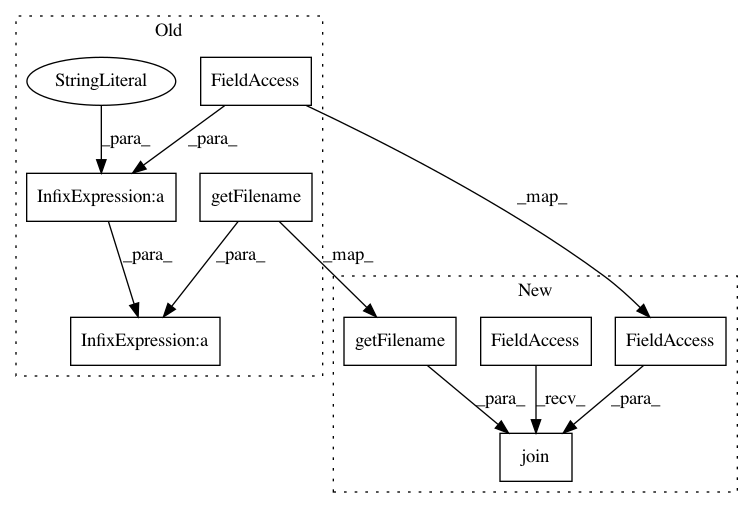 Old
StringLiteral
FieldAccess
_para_
_para_
InfixExpression:a
getFilename
_map_
_para_
_para_
_map_
New
InfixExpression:a
getFilename
FieldAccess
FieldAccess
_para_
_recv_
_para_
join